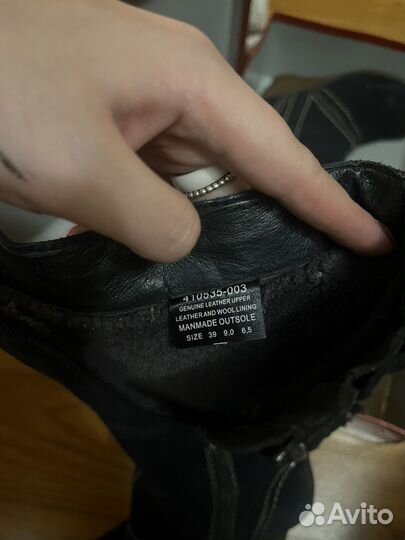 410535-003
GENUINE LEATHER UPPER
LEATHER AND WOOL LINING
MANMADE OUTSOLE
SIZE 39 9,0 6,5
Avito